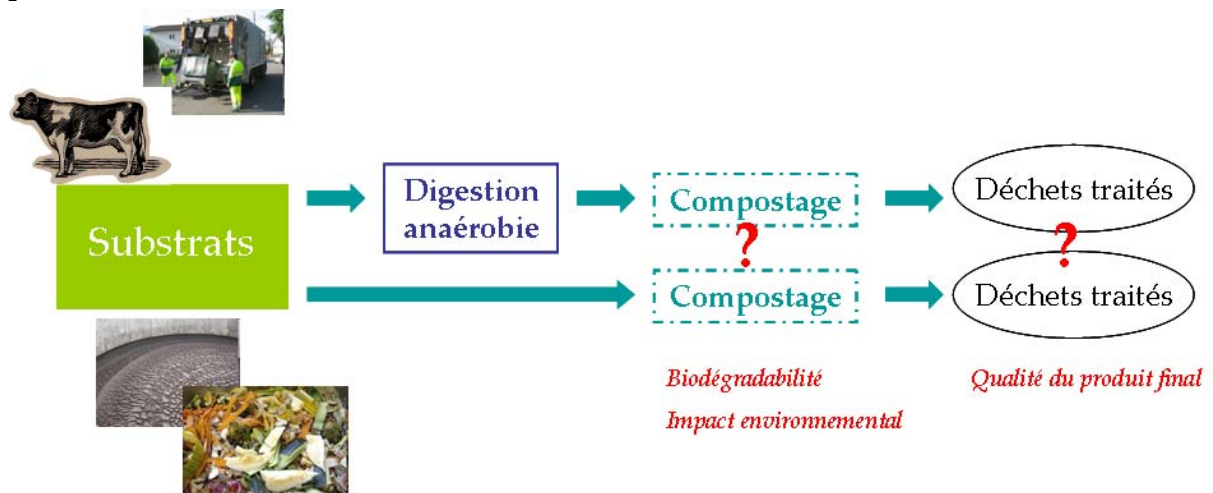 Substrats
Digestion
anaérobie
Compostage
Déchets traités
?
?
Compostage
Déchets traités
Biodégradabilité
Impact environnemental
Qualité du produit final